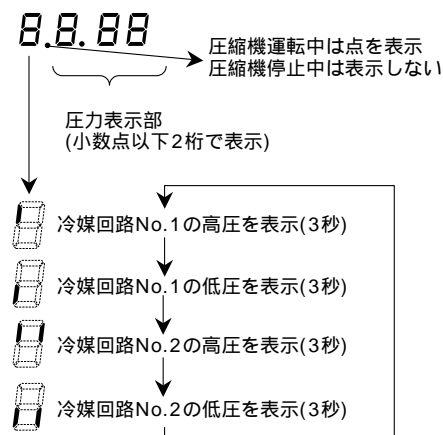 8.8.88
圧縮機運転中は点を表示
圧縮機停止中は表示しない
圧力表示部
(小数点以下2桁で表示)
冷媒回路No.1の高圧を表示(3秒)
冷媒回路No.1の低圧を表示(3秒)
冷媒回路No.2の高圧を表示(3秒)
冷媒回路No.2の低圧を表示(3秒)